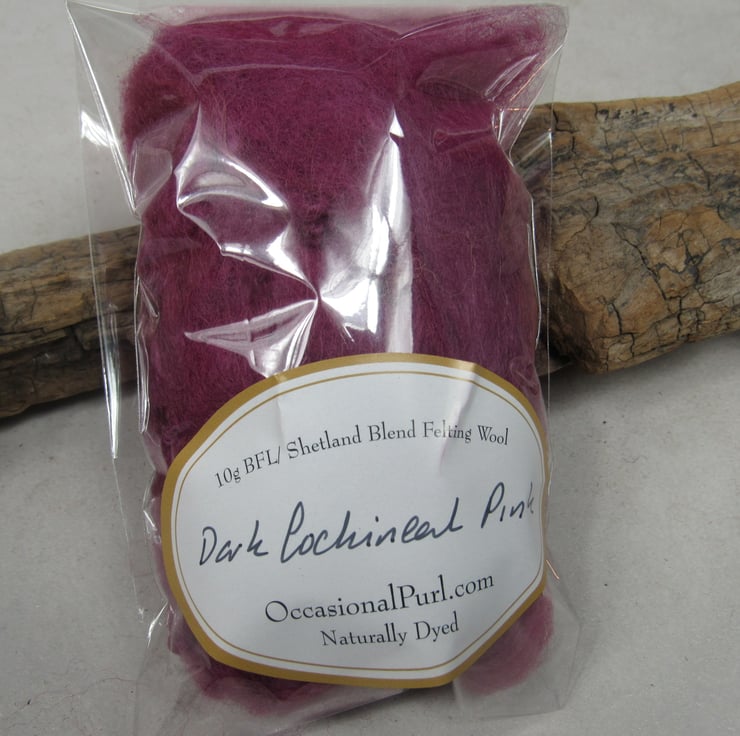 10g BFL/ Shetland Blend Felting Wool
Dark Cochineal Pink
OccasionalPurl.com
Naturally Dyed